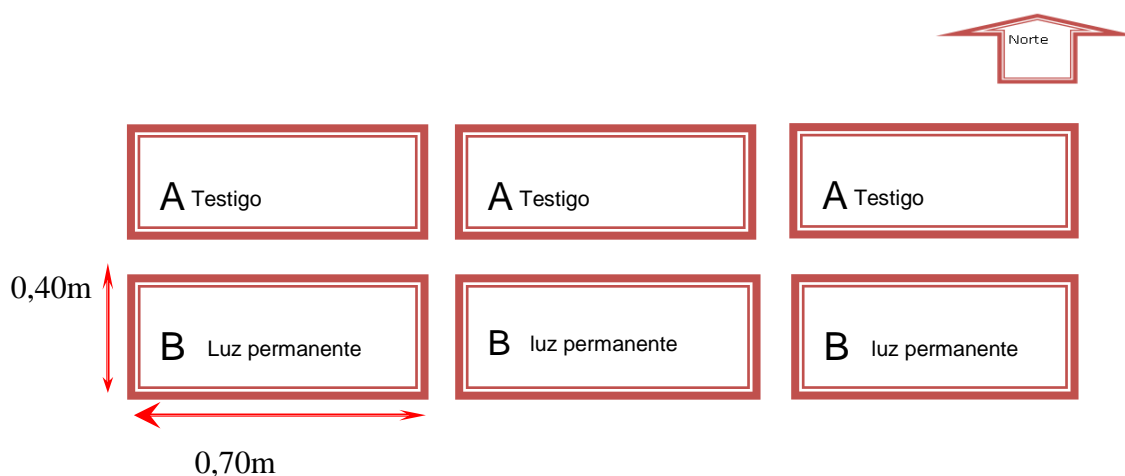 Norte
A Testigo
A Testigo
A Testigo
0,40m
B Luz permanente
B luz permanente
B luz permanente
0,70m